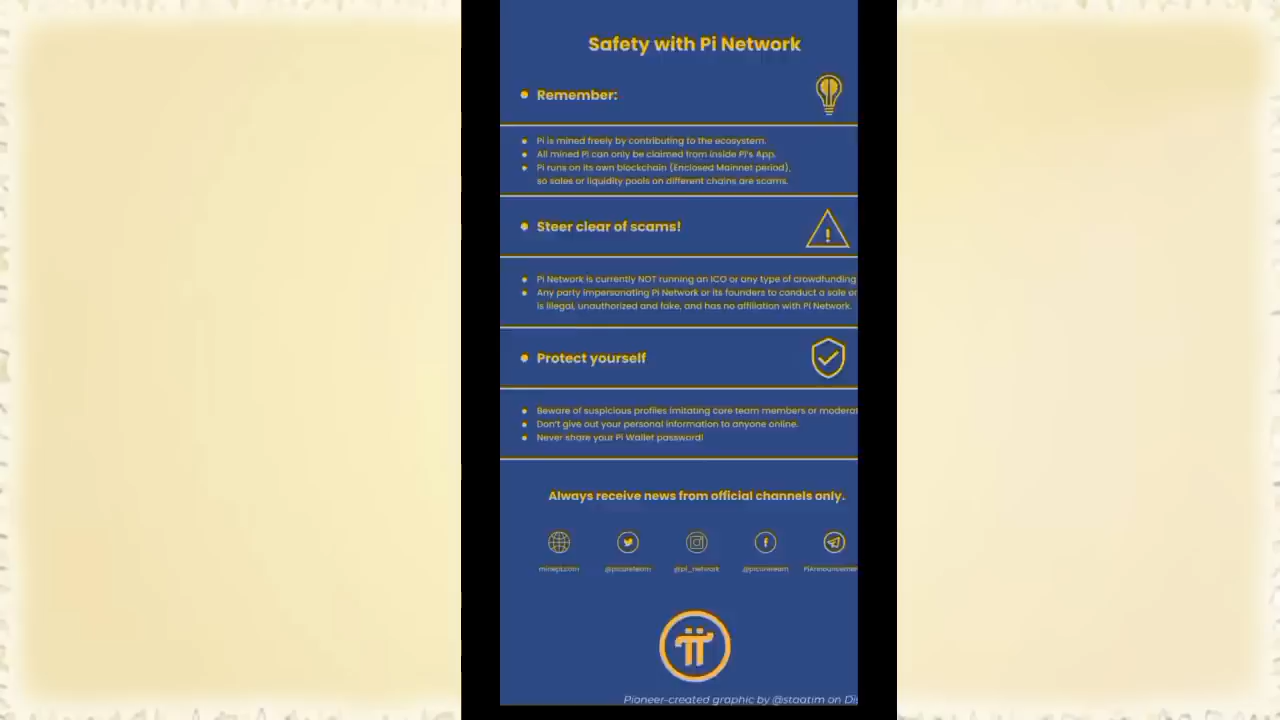 Safety with Pi Network
Remember:
Pi is mined freely by contributing to the ecosystem.
All mined Pi can only be claimed from inside Pi's App.
Pi runs on its own blockchain (Enclosed Mainnet period),
so sales or liquidity pools on different chains are scams.
Steer clear of scams!
Pi Network is currently NOT running an ICO or any type of crowdfunding
Any party impersonating Pi Network or its founders to conduct a sale or
is illegal, unauthorized and fake, and has no affiliation with Pi Network.
Protect yourself
Beware of suspicious profiles imitating core team members or moderat
Don't give out your personal information to anyone online.
Never share your Pi Wallet password!
Always receive news from official channels only.
minepi.com @picoreteam @pi_network @picoreteam PiAnnouncemen
Pioneer-created graphic by @staatim on Dis